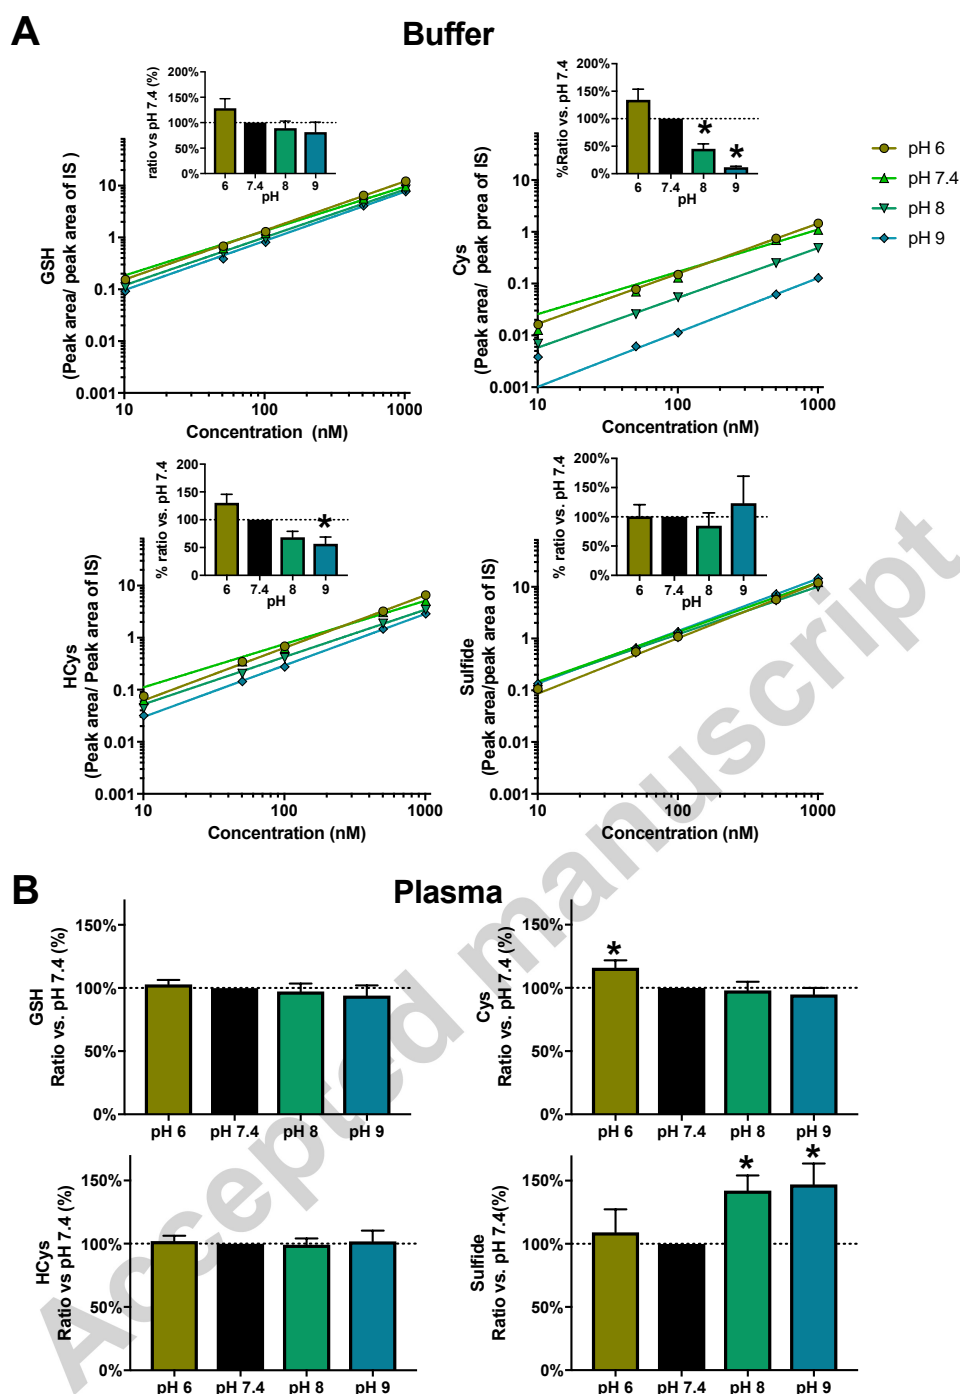 A
Buffer
ratio vs pH 7.4 (%)
200%
150%
100%
50%
0%
6 7.4 8 9
pH
GSH
(Peak area/ peak area of IS )
10
1
0.1
0.01
0.001
10 100 1000
Concentration (nM)
%Ratio vs. pH 7.4
200%
150%
100%
50%
0%
* *
6 7.4 8 9
pH
Cys
(Peak area/ peak prea of IS)
10
1
0.1
0.01
0.001
10 100 1000
Concentration (nM)
pH 6
pH 7.4
pH 8
pH 9
% ratio vs. pH 7.4
200
150
100
50
0
*
6 7.4 8 9
pH
HCys
(Peak area/ Peak area of IS)
10
1
0.1
0.01
0.001
10 100 1000
Concentration (nM)
% ratio vs. pH 7.4
200%
150%
100%
50%
0%
6 7.4 8 9
pH
Sulfide
(Peak area/peak area of IS)
10
1
0.1
0.01
0.001
10 100 1000
Concentration (nM)
B
Plasma
GSH
Ratio vs. pH 7.4 (%)
150%
100%
50%
0%
pH 6 pH 7.4 pH 8 pH 9
Cys
Ratio vs. pH 7.4 (%)
150%
100%
50%
0%
*
pH 6 pH 7.4 pH 8 pH 9
HCys
Ratio vs pH 7.4 (%)
150%
100%
50%
0%
pH 6 pH 7.4 pH 8 pH 9
Sulfide
Ratio vs. pH 7.4(%)
150%
100%
50%
0%
* *
pH 6 pH 7.4 pH 8 pH 9
Accepted manuscript